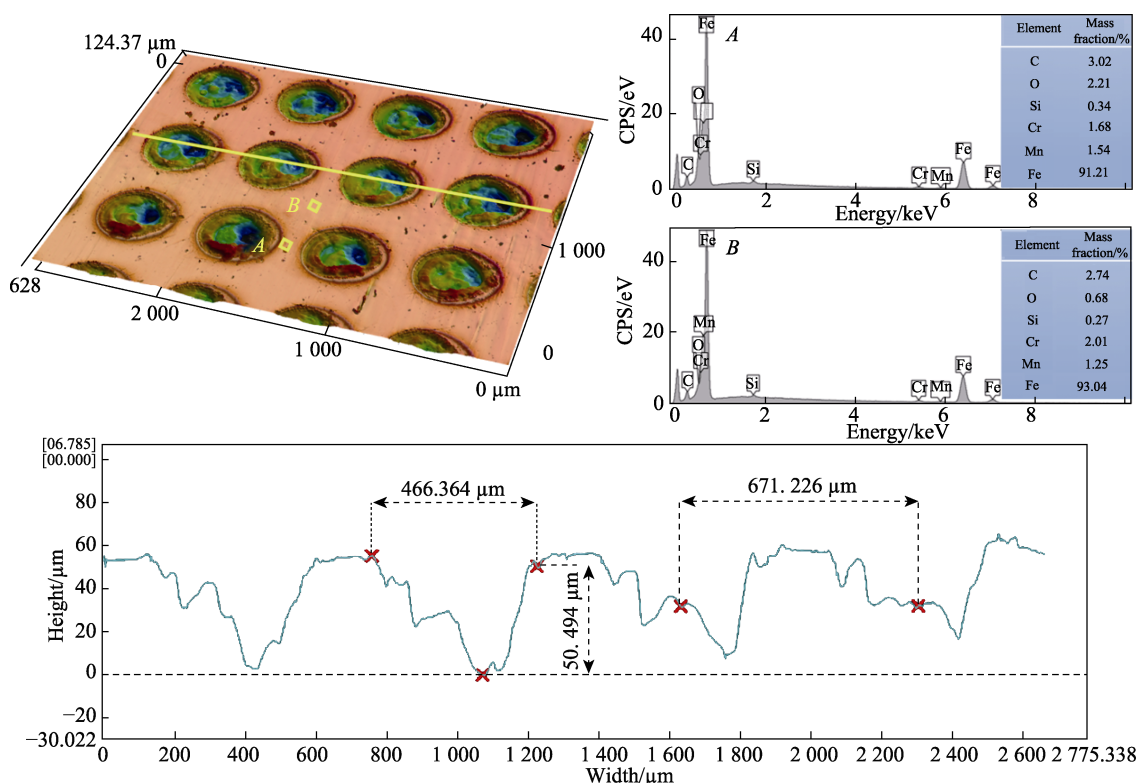 124.37 µm
0
B
A
628
2 000
1 000
0 µm
0
1 000
A
CPS/eV
40
20
0
Fe
O
Cr
C
Si
Cr
Mn
Fe
Fe
0
2
4
6
8
Energy/keV
Element Mass fraction/%
C 3.02
O 2.21
Si 0.34
Cr 1.68
Mn 1.54
Fe 91.21
B
CPS/eV
40
20
0
Fe
Mn
O
Cr
C
Si
Cr
Mn
Fe
Fe
0
2
4
6
8
Energy/keV
Element Mass fraction/%
C 2.74
O 0.68
Si 0.27
Cr 2.01
Mn 1.25
Fe 93.04
[06.785]
[00.000]
80
60
40
20
0
−20
−30.022
Height/µm
466.364 µm
671. 226 µm
50. 494 µm
0 200 400 600 800 1 000 1 200 1 400 1 600 1 800 2 000 2 200 2 400 2 600 2 775.338
Width/µm